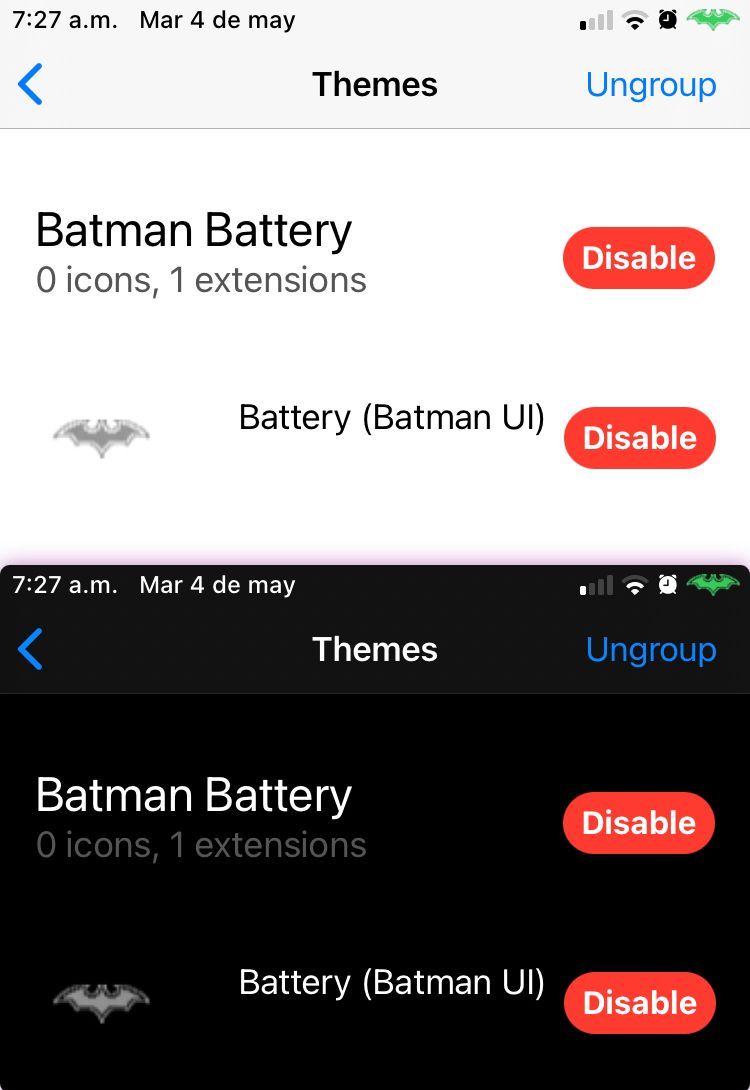 7:27 a.m. Mar 4 de may
Themes Ungroup
Batman Battery
0 icons, 1 extensions
Disable
Battery (Batman UI)
Disable
7:27 a.m. Mar 4 de may
Themes Ungroup
Batman Battery
0 icons, 1 extensions
Disable
Battery (Batman UI)
Disable